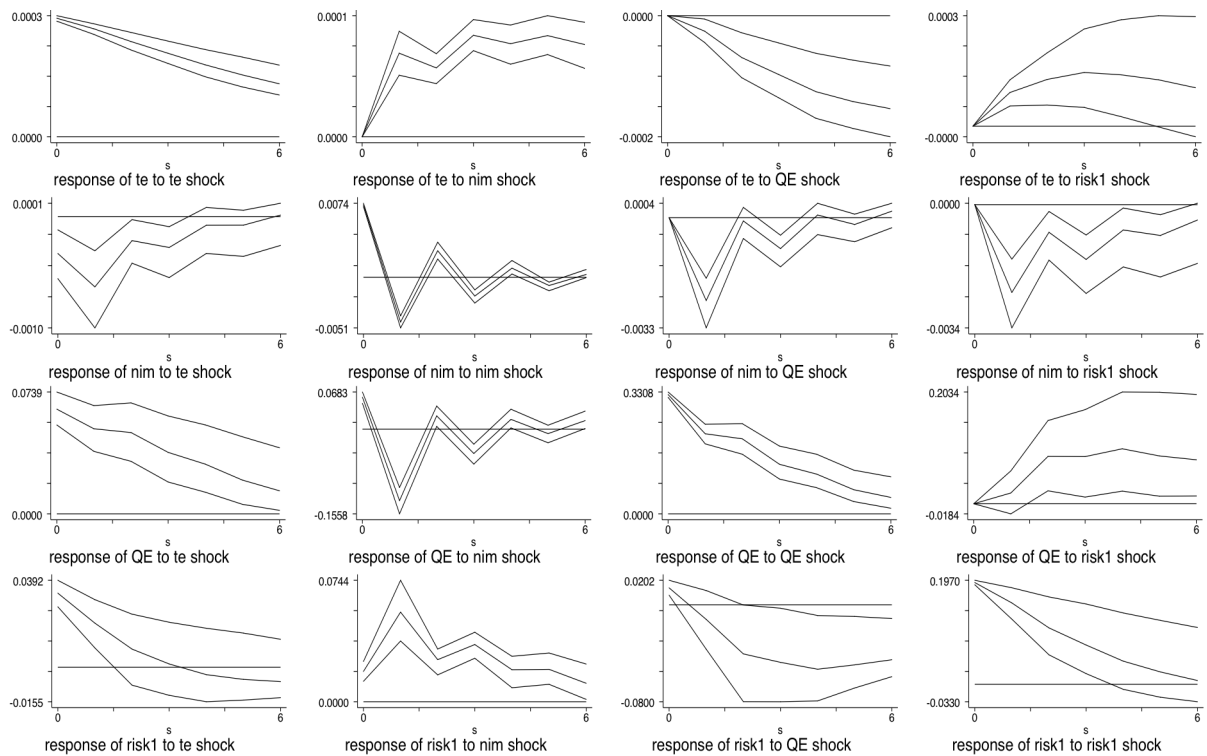 0.0003
0.0000
0
6
s
response of te to te shock
0.0001
0.0000
0
6
s
response of te to nim shock
0.0000
-0.0002
0
6
s
response of te to QE shock
0.0003
-0.0000
0
6
s
response of te to risk1 shock
0.0001
-0.0010
0
6
s
response of nim to te shock
0.0074
-0.0051
0
6
s
response of nim to nim shock
0.0004
-0.0033
0
6
s
response of nim to QE shock
0.0000
-0.0034
0
6
s
response of nim to risk1 shock
0.0739
0.0000
0
6
s
response of QE to te shock
0.0683
-0.1558
0
6
s
response of QE to nim shock
0.3308
0.0000
0
6
s
response of QE to QE shock
0.2034
-0.0184
0
6
s
response of QE to risk1 shock
0.0392
-0.0155
0
6
s
response of risk1 to te shock
0.0744
0.0000
0
6
s
response of risk1 to nim shock
0.0202
-0.0800
0
6
s
response of risk1 to QE shock
0.1970
-0.0330
0
6
s
response of risk1 to risk1 shock